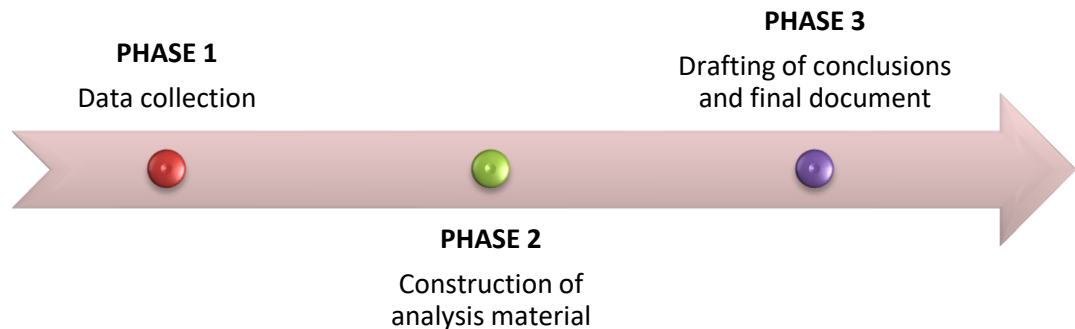 PHASE 1
Data collection
PHASE 2
Construction of
analysis material
PHASE 3
Drafting of conclusions
and final document